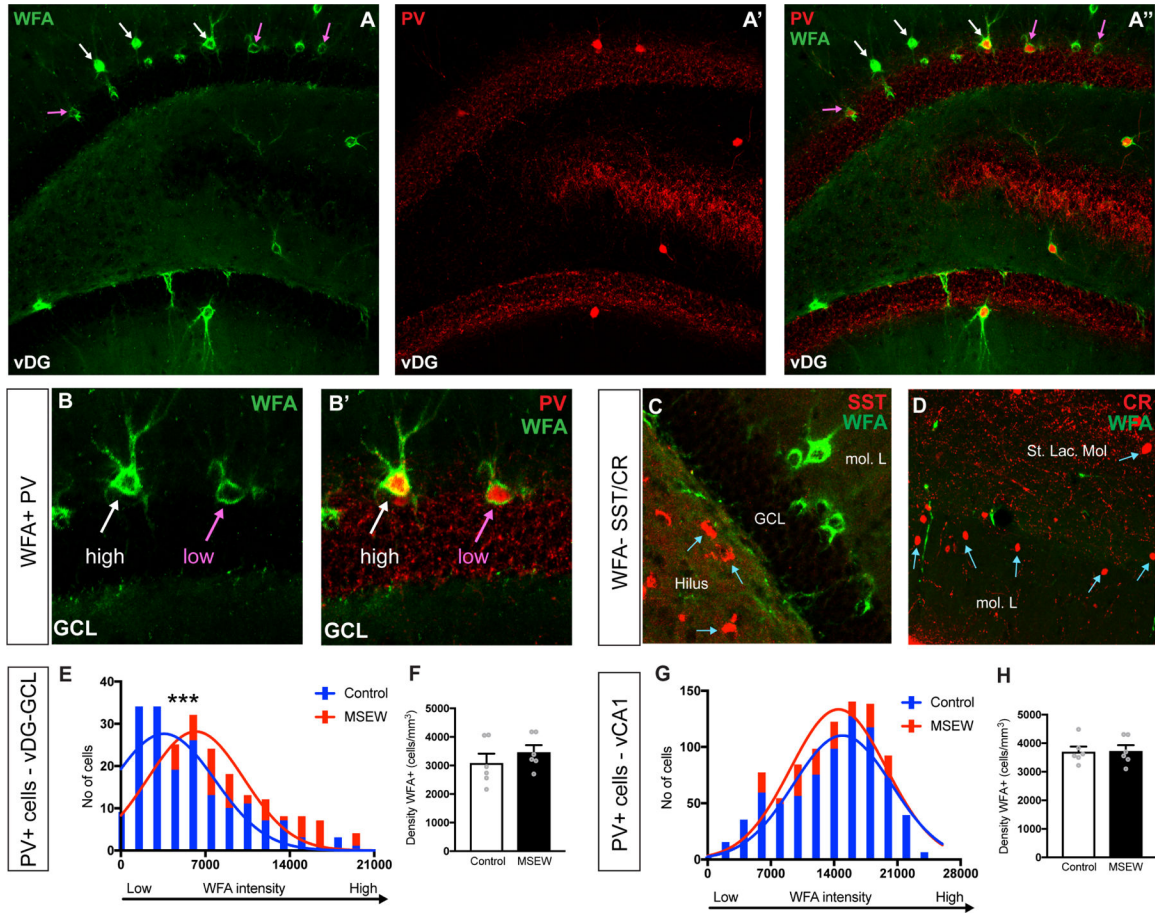 WFA
A
PV
A'
PV
WFA
A''
vDG
vDG
vDG
WFA+ PV
B
WFA
high
low
GCL
B'
PV
WFA
high
low
GCL
WFA- SST/CR
C
SST
WFA
mol. L
GCL
Hilus
D
CR
WFA
St. Lac. Mol
mol. L
PV+ cells - vDG-GCL
E
***
Control
MSEW
No of cells
40
30
20
10
0
0 7000 14000 21000
Low WFA intensity High
F
Density WFA+ (cells/mm³)
5000
4000
3000
2000
1000
0
Control MSEW
PV+ cells - vCA1
G
Control
MSEW
No of cells
150
100
50
0
0 7000 14000 21000 28000
Low WFA intensity High
H
Density WFA+ (cells/mm³)
5000
4000
3000
2000
1000
0
Control MSEW